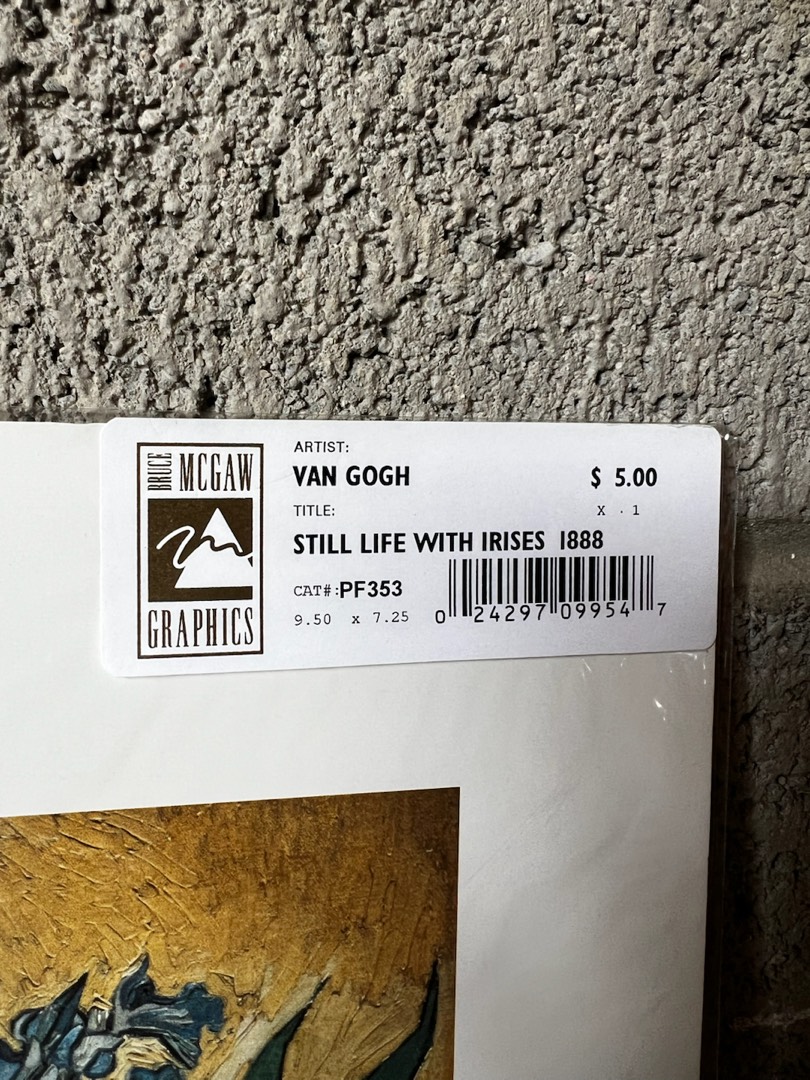 BRUCE MCGAW
GRAPHICS
ARTIST:
VAN GOGH
$ 5.00
TITLE:
X . 1
STILL LIFE WITH IRISES 1888
CAT#:PF353
9.50 x 7.25
0 24297 09954 7